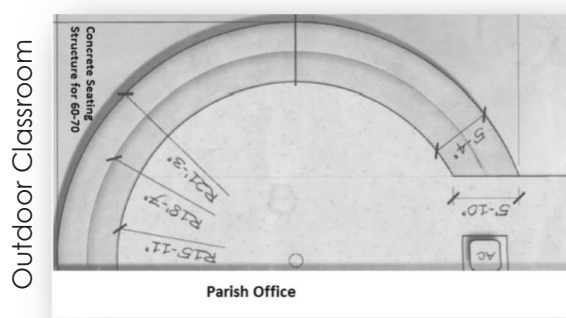 Outdoor Classroom
Concrete Seating
Structure for 60-70
R21'-3"
R18'-7"
R15'-11"
5'-4"
5'-10"
AC
Parish Office